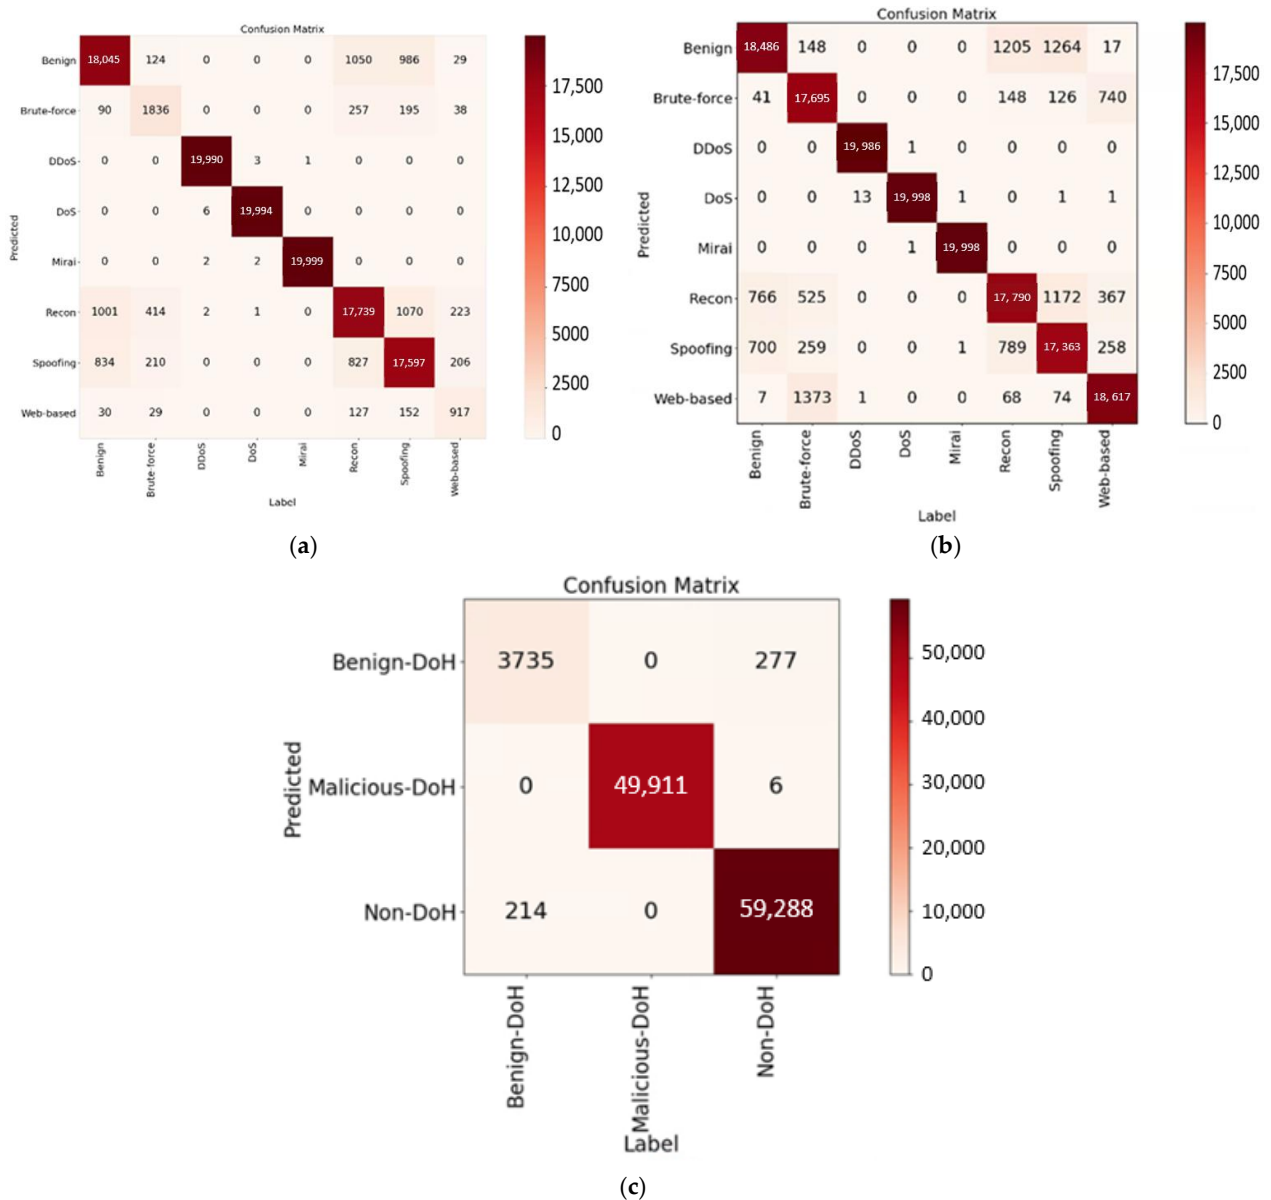 Confusion Matrix
Benign 18,045 124 0 0 0 1050 986 29
Brute-force 90 1836 0 0 0 257 195 38
DDoS 0 0 19,990 3 1 0 0 0
DoS 0 0 6 19,994 0 0 0 0
Mirai 0 0 2 2 19,999 0 0 0
Recon 1001 414 2 1 0 17,739 1070 223
Spoofing 834 210 0 0 0 827 17,597 206
Web-based 30 29 0 0 0 127 152 917
Predicted
Benign Brute-force DDoS DoS Mirai Recon Spoofing Web-based
Label
17,500
15,000
12,500
10,000
7500
5000
2500
0
(a)
Confusion Matrix
Benign 18,486 148 0 0 0 1205 1264 17
Brute-force 41 17,695 0 0 0 148 126 740
DDoS 0 0 19, 986 1 0 0 0 0
DoS 0 0 13 19, 998 1 0 1 1
Mirai 0 0 0 1 19, 998 0 0 0
Recon 766 525 0 0 0 17, 790 1172 367
Spoofing 700 259 0 0 1 789 17, 363 258
Web-based 7 1373 1 0 0 68 74 18, 617
Predicted
Benign Brute-force DDoS DoS Mirai Recon Spoofing Web-based
Label
17,500
15,000
12,500
10,000
7500
5000
2500
0
(b)
Confusion Matrix
Benign-DoH 3735 0 277
Malicious-DoH 0 49,911 6
Non-DoH 214 0 59,288
Predicted
Benign-DoH Malicious-DoH Non-DoH
Label
50,000
40,000
30,000
20,000
10,000
0
(c)